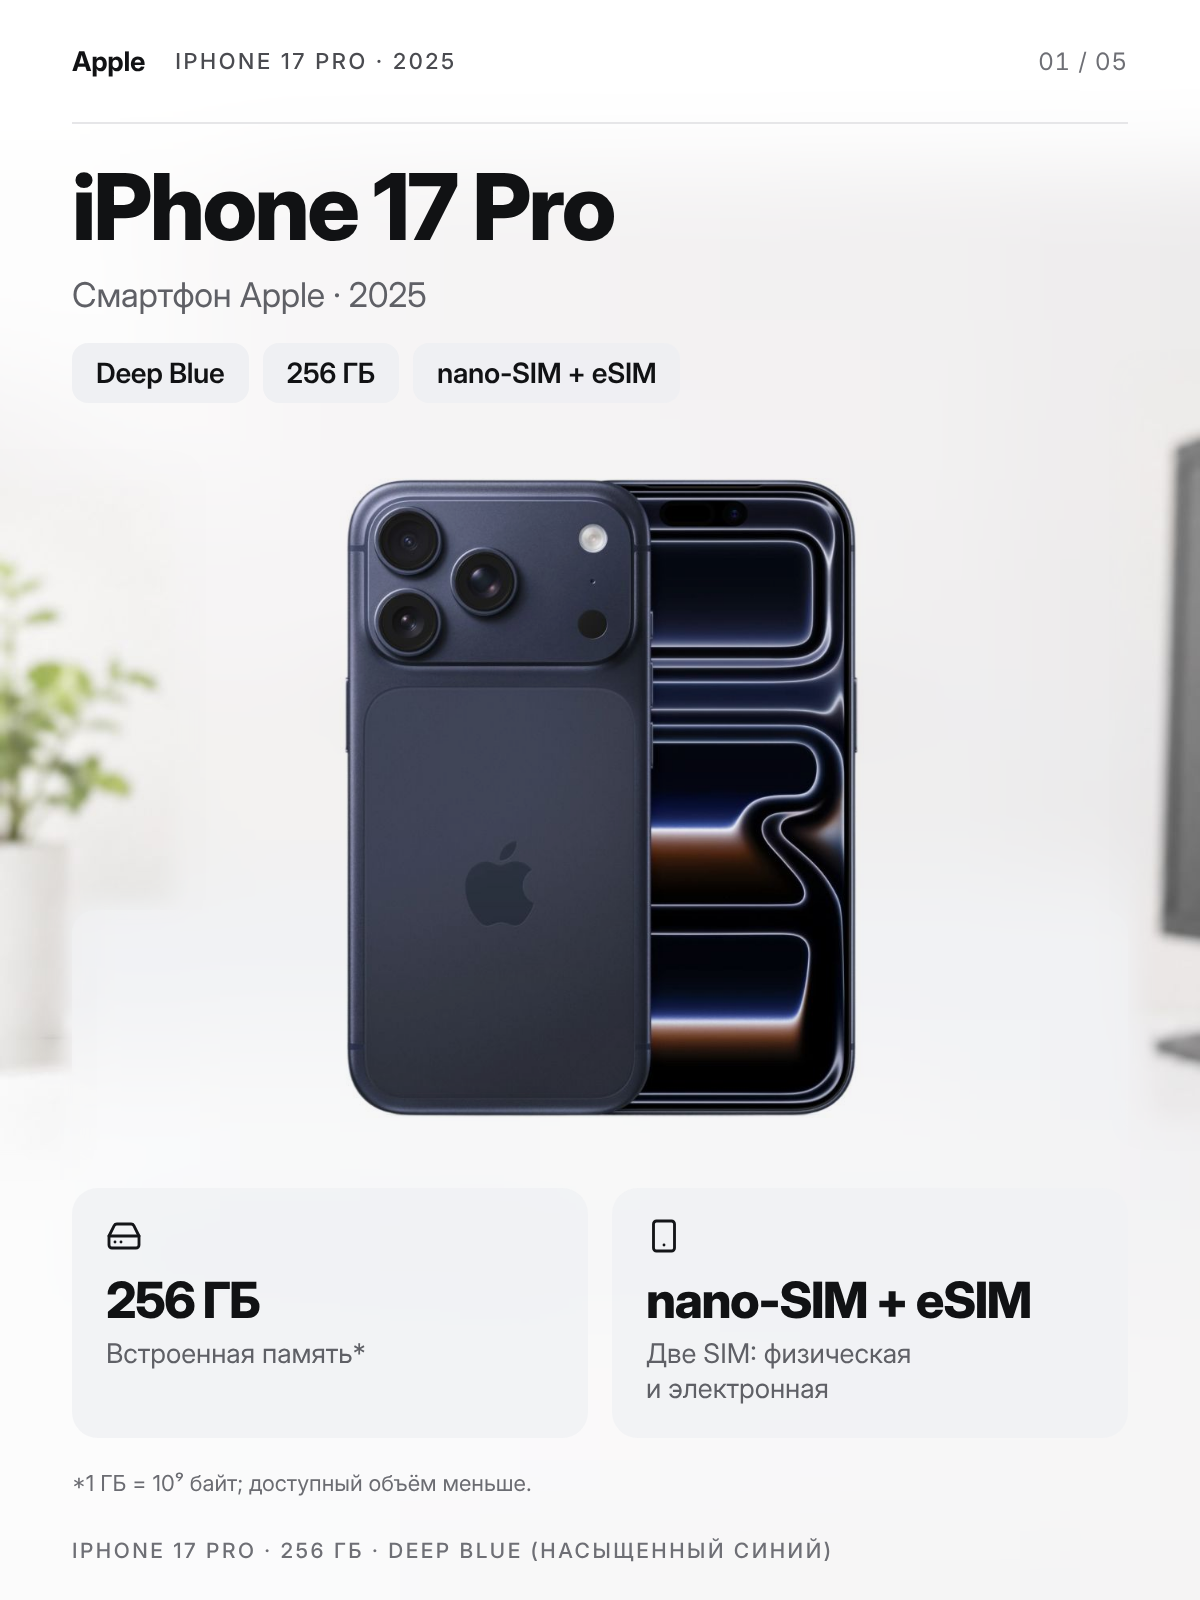 Apple IPHONE 17 PRO · 2025 01 / 05
iPhone 17 Pro
Смартфон Apple · 2025
Deep Blue 256 ГБ nano-SIM + eSIM
256 ГБ
Встроенная память*
nano-SIM + eSIM
Две SIM: физическая
и электронная
*1 ГБ = 10⁹ байт; доступный объём меньше.
IPHONE 17 PRO · 256 ГБ · DEEP BLUE (НАСЫЩЕННЫЙ СИНИЙ)